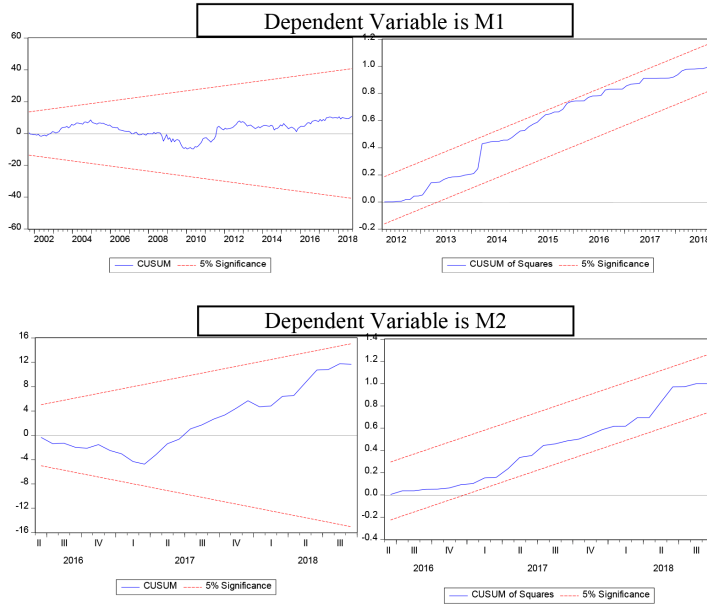 Dependent Variable is M1
60
40
20
0
-20
-40
-60
2002 2004 2006 2008 2010 2012 2014 2016 2018
CUSUM 5% Significance
1.2
1.0
0.8
0.6
0.4
0.2
0.0
-0.2
2012 2013 2014 2015 2016 2017 2018
CUSUM of Squares 5% Significance
Dependent Variable is M2
16
12
8
4
0
-4
-8
-12
-16
II III IV I II III IV I II III
2016 2017 2018
CUSUM 5% Significance
1.4
1.2
1.0
0.8
0.6
0.4
0.2
0.0
-0.2
-0.4
II III IV I II III IV I II III
2016 2017 2018
CUSUM of Squares 5% Significance